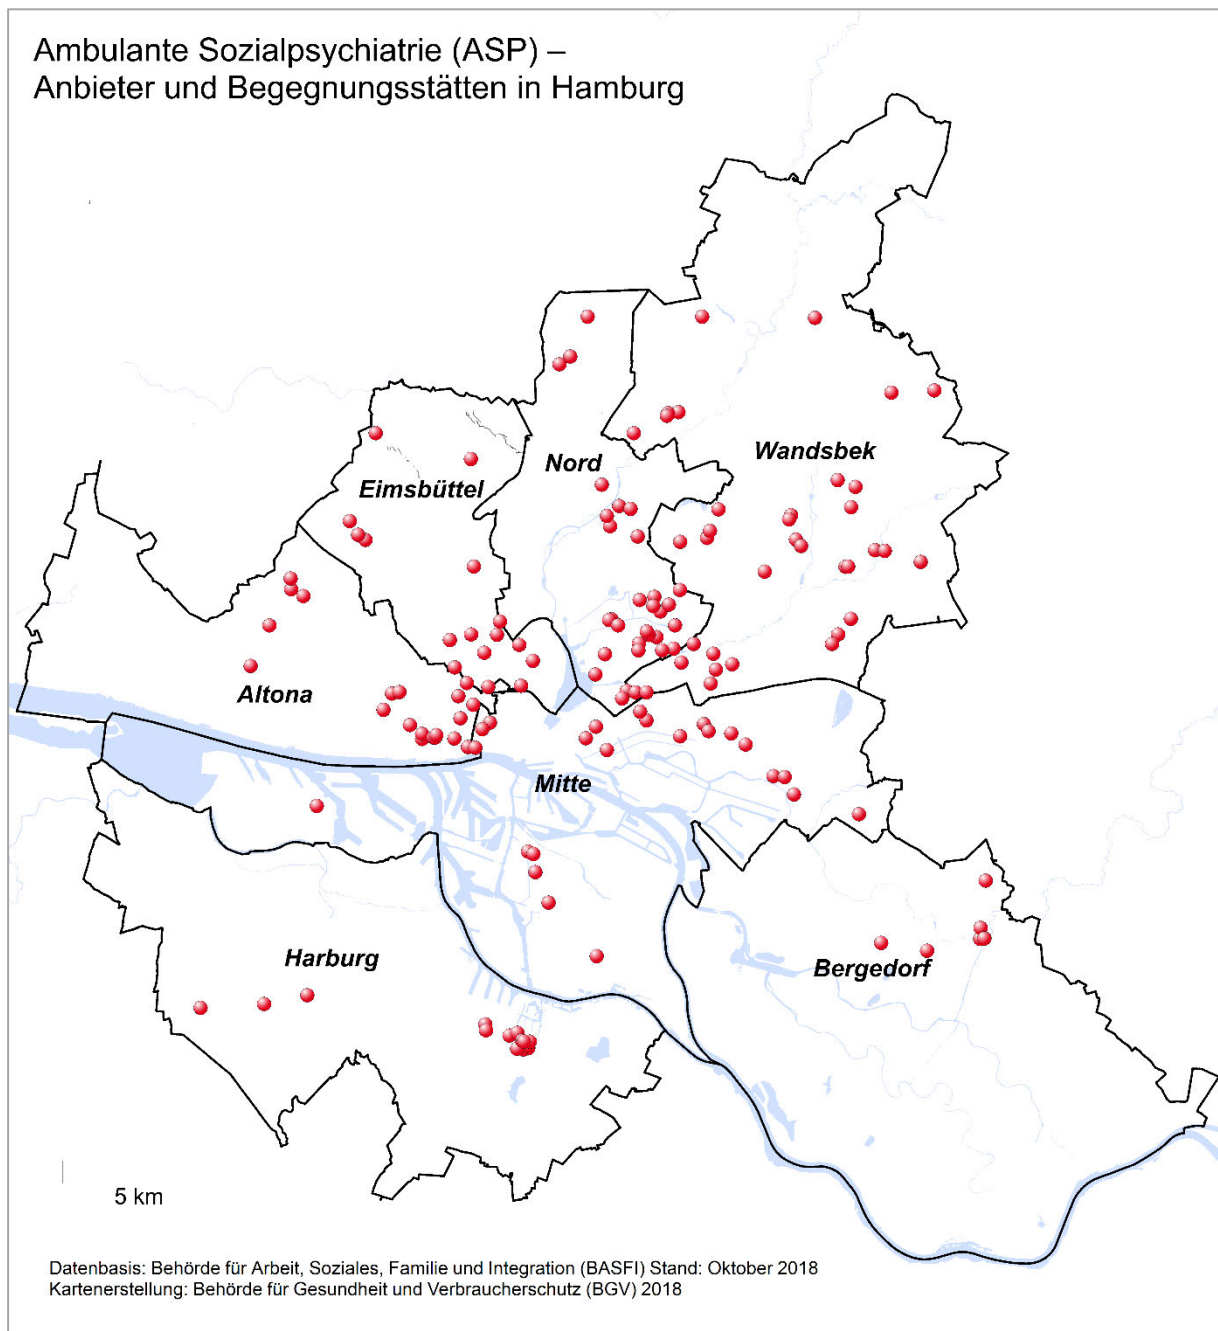 Ambulante Sozialpsychiatrie (ASP) –
Anbieter und Begegnungsstätten in Hamburg
Wandsbek
Nord
Eimsbüttel
Altona
Mitte
Harburg
Bergedorf
5 km
Datenbasis: Behörde für Arbeit, Soziales, Familie und Integration (BASFI) Stand: Oktober 2018
Kartenerstellung: Behörde für Gesundheit und Verbraucherschutz (BGV) 2018